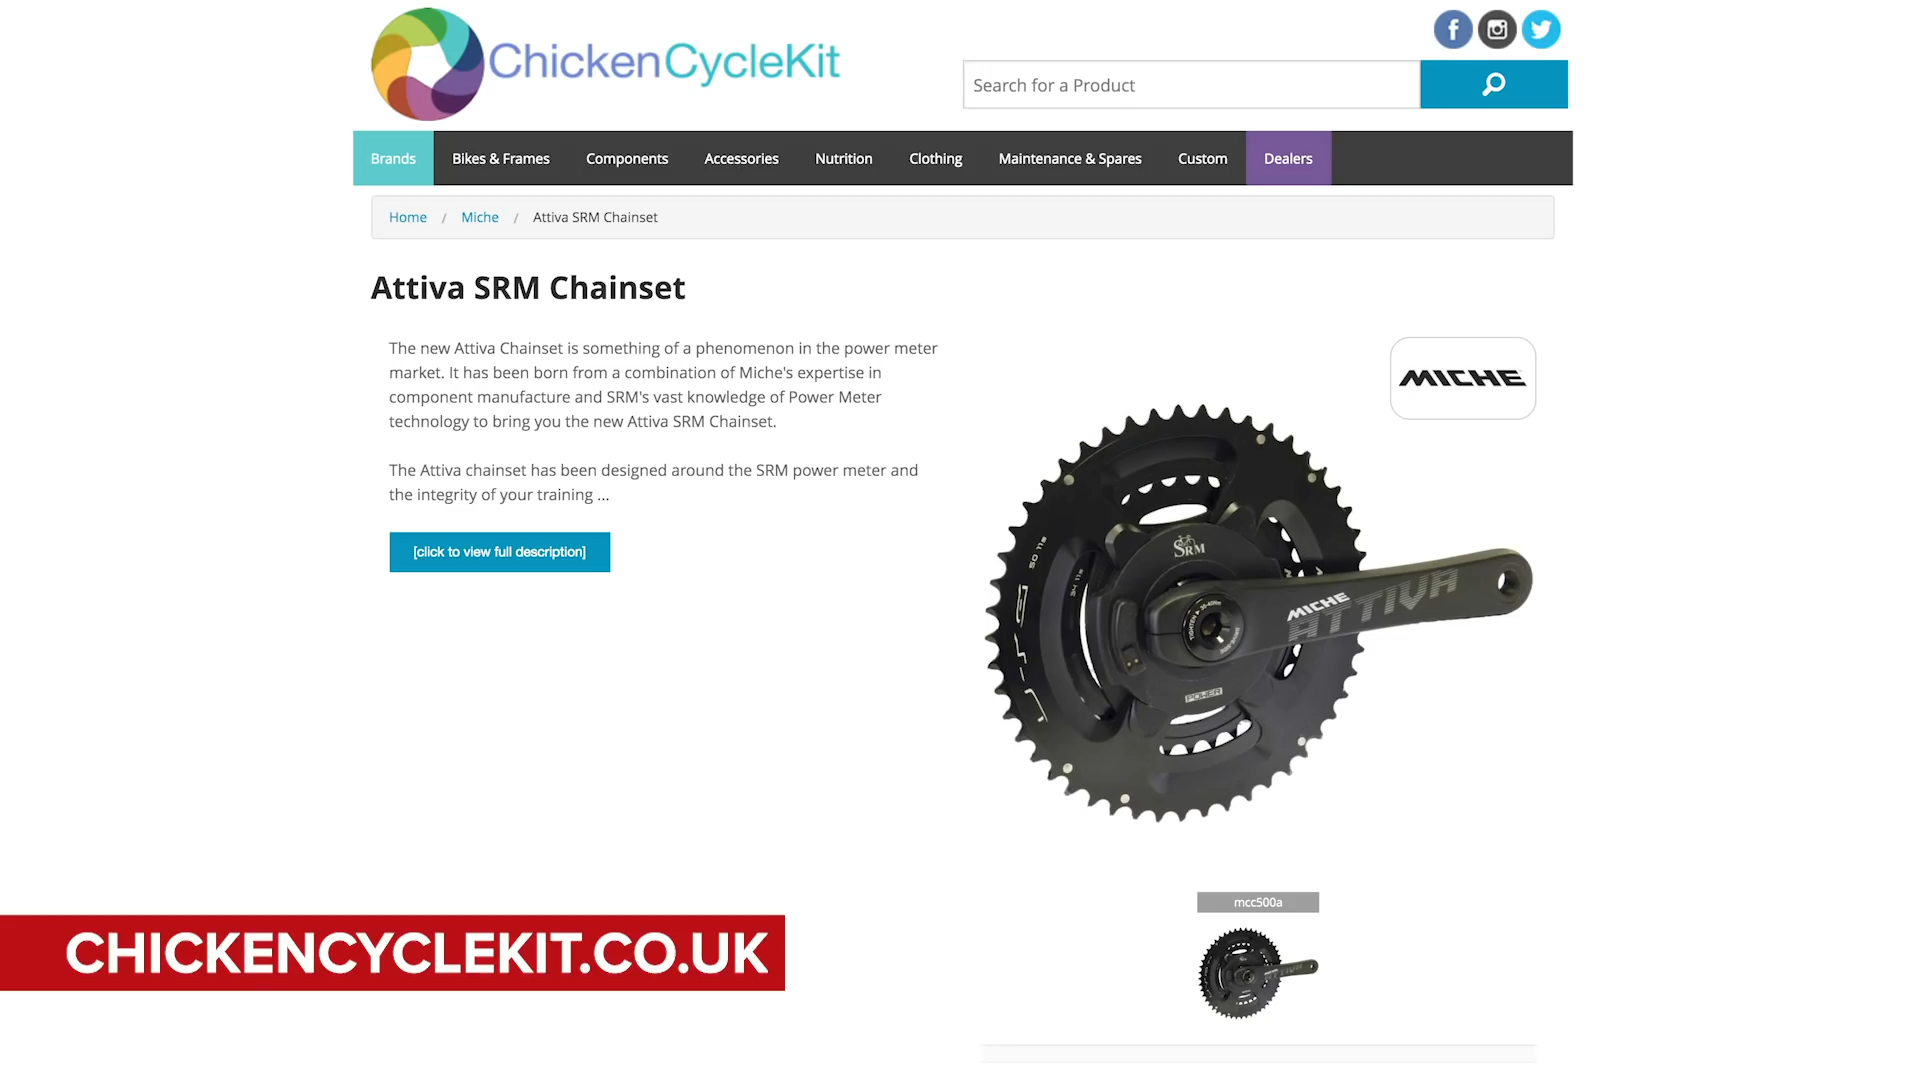 ChickenCycleKit
f
Search for a Product
Brands
Bikes & Frames
Components
Accessories
Nutrition
Clothing
Maintenance & Spares
Custom
Dealers
Home / Miche / Attiva SRM Chainset
Attiva SRM Chainset
The new Attiva Chainset is something of a phenomenon in the power meter
market. It has been born from a combination of Miche's expertise in
component manufacture and SRM's vast knowledge of Power Meter
technology to bring you the new Attiva SRM Chainset.
The Attiva chainset has been designed around the SRM power meter and
the integrity of your training ...
[click to view full description]
MICHE
SRM
50 11s
34 11s
TIGHTEN
MICHE
ATTIVA
POWER
mcc500a
CHICKENCYCLEKIT.CO.UK